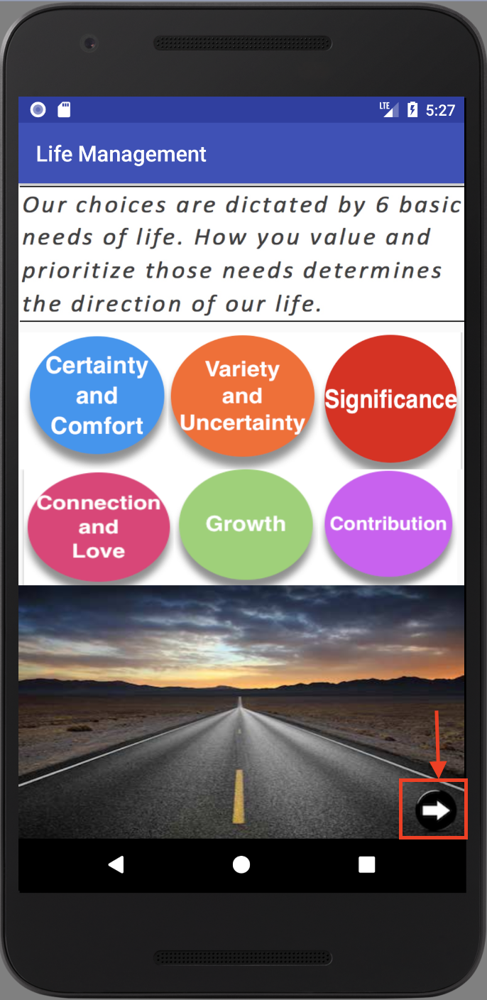 LTE 5:27
Life Management
Our choices are dictated by 6 basic
needs of life. How you value and
prioritize those needs determines
the direction of our life.
Certainty
and
Comfort
Variety
and
Uncertainty
Significance
Connection
and
Love
Growth
Contribution